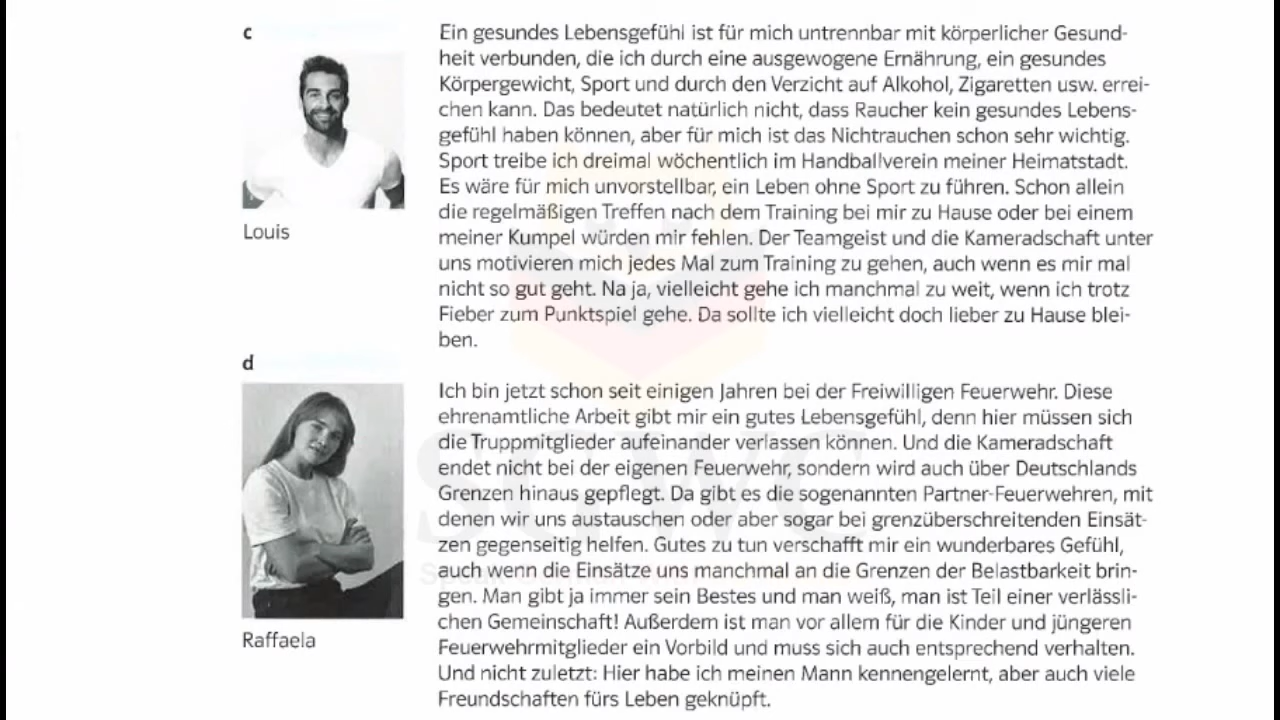 c
Ein gesundes Lebensgefühl ist für mich untrennbar mit körperlicher Gesund-
heit verbunden, die ich durch eine ausgewogene Ernährung, ein gesundes
Körpergewicht, Sport und durch den Verzicht auf Alkohol, Zigaretten usw. errei-
chen kann. Das bedeutet natürlich nicht, dass Raucher kein gesundes Lebens-
gefühl haben können, aber für mich ist das Nichtrauchen schon sehr wichtig.
Sport treibe ich dreimal wöchentlich im Handballverein meiner Heimatstadt.
Es wäre für mich unvorstellbar, ein Leben ohne Sport zu führen. Schon allein
die regelmäßigen Treffen nach dem Training bei mir zu Hause oder bei einem
meiner Kumpel würden mir fehlen. Der Teamgeist und die Kameradschaft unter
uns motivieren mich jedes Mal zum Training zu gehen, auch wenn es mir mal
nicht so gut geht. Na ja, vielleicht gehe ich manchmal zu weit, wenn ich trotz
Fieber zum Punktspiel gehe. Da sollte ich vielleicht doch lieber zu Hause blei-
ben.
Louis
d
Ich bin jetzt schon seit einigen Jahren bei der Freiwilligen Feuerwehr. Diese
ehrenamtliche Arbeit gibt mir ein gutes Lebensgefühl, denn hier müssen sich
die Truppmitglieder aufeinander verlassen können. Und die Kameradschaft
endet nicht bei der eigenen Feuerwehr, sondern wird auch über Deutschlands
Grenzen hinaus gepflegt. Da gibt es die sogenannten Partner-Feuerwehren, mit
denen wir uns austauschen oder aber sogar bei grenzüberschreitenden Einsät-
zen gegenseitig helfen. Gutes zu tun verschafft mir ein wunderbares Gefühl,
auch wenn die Einsätze uns manchmal an die Grenzen der Belastbarkeit brin-
gen. Man gibt ja immer sein Bestes und man weiß, man ist Teil einer verlässli-
chen Gemeinschaft! Außerdem ist man vor allem für die Kinder und jüngeren
Feuerwehrmitglieder ein Vorbild und muss sich auch entsprechend verhalten.
Und nicht zuletzt: Hier habe ich meinen Mann kennengelernt, aber auch viele
Freundschaften fürs Leben geknüpft.
Raffaela